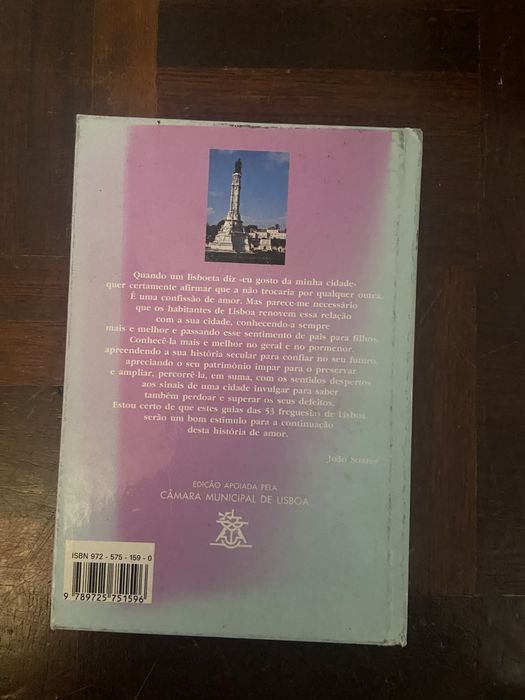 Quando um lisboeta diz «eu gosto da minha cidade»
quer certamente afirmar que a não trocaria por qualquer outra.
É uma confissão de amor. Mas parece-me necessário
que os habitantes de Lisboa renovem essa relação
com a sua cidade, conhecendo-a sempre
mais e melhor e passando esse sentimento de pais para filhos.
Conhecê-la mais e melhor no geral e no pormenor,
apreendendo a sua história secular para confiar no seu futuro,
apreciando o seu património ímpar para o preservar
e ampliar, percorrê-la, em suma, com os sentidos despertos
aos sinais de uma cidade invulgar para saber
também perdoar e superar os seus defeitos.
Estou certo de que estes guias das 53 freguesias de Lisboa
serão um bom estímulo para a continuação
desta história de amor.
João Soares
EDIÇÃO APOIADA PELA
CÂMARA MUNICIPAL DE LISBOA
ISBN 972 - 575 - 159 - 0
9 789725 751596